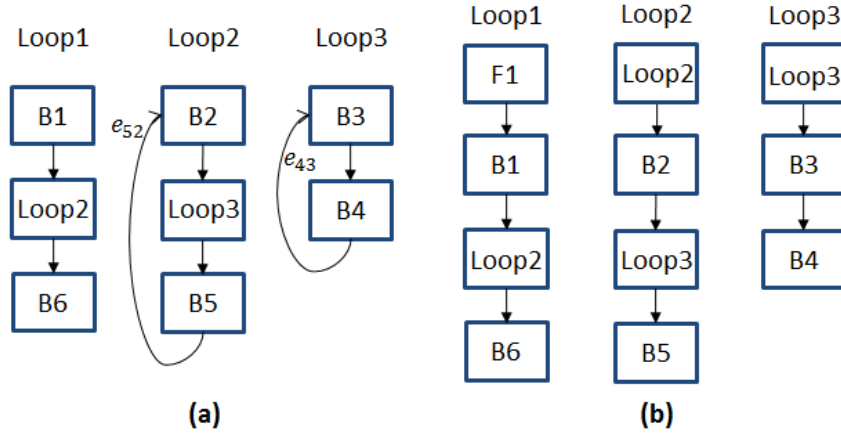 Loop1 Loop2 Loop3
B1 B2 B3
e52
e43
Loop2 Loop3 B4
B6 B5
(a)
Loop1 Loop2 Loop3
F1 Loop2 Loop3
B1 B2 B3
Loop2 Loop3 B4
B6 B5
(b)